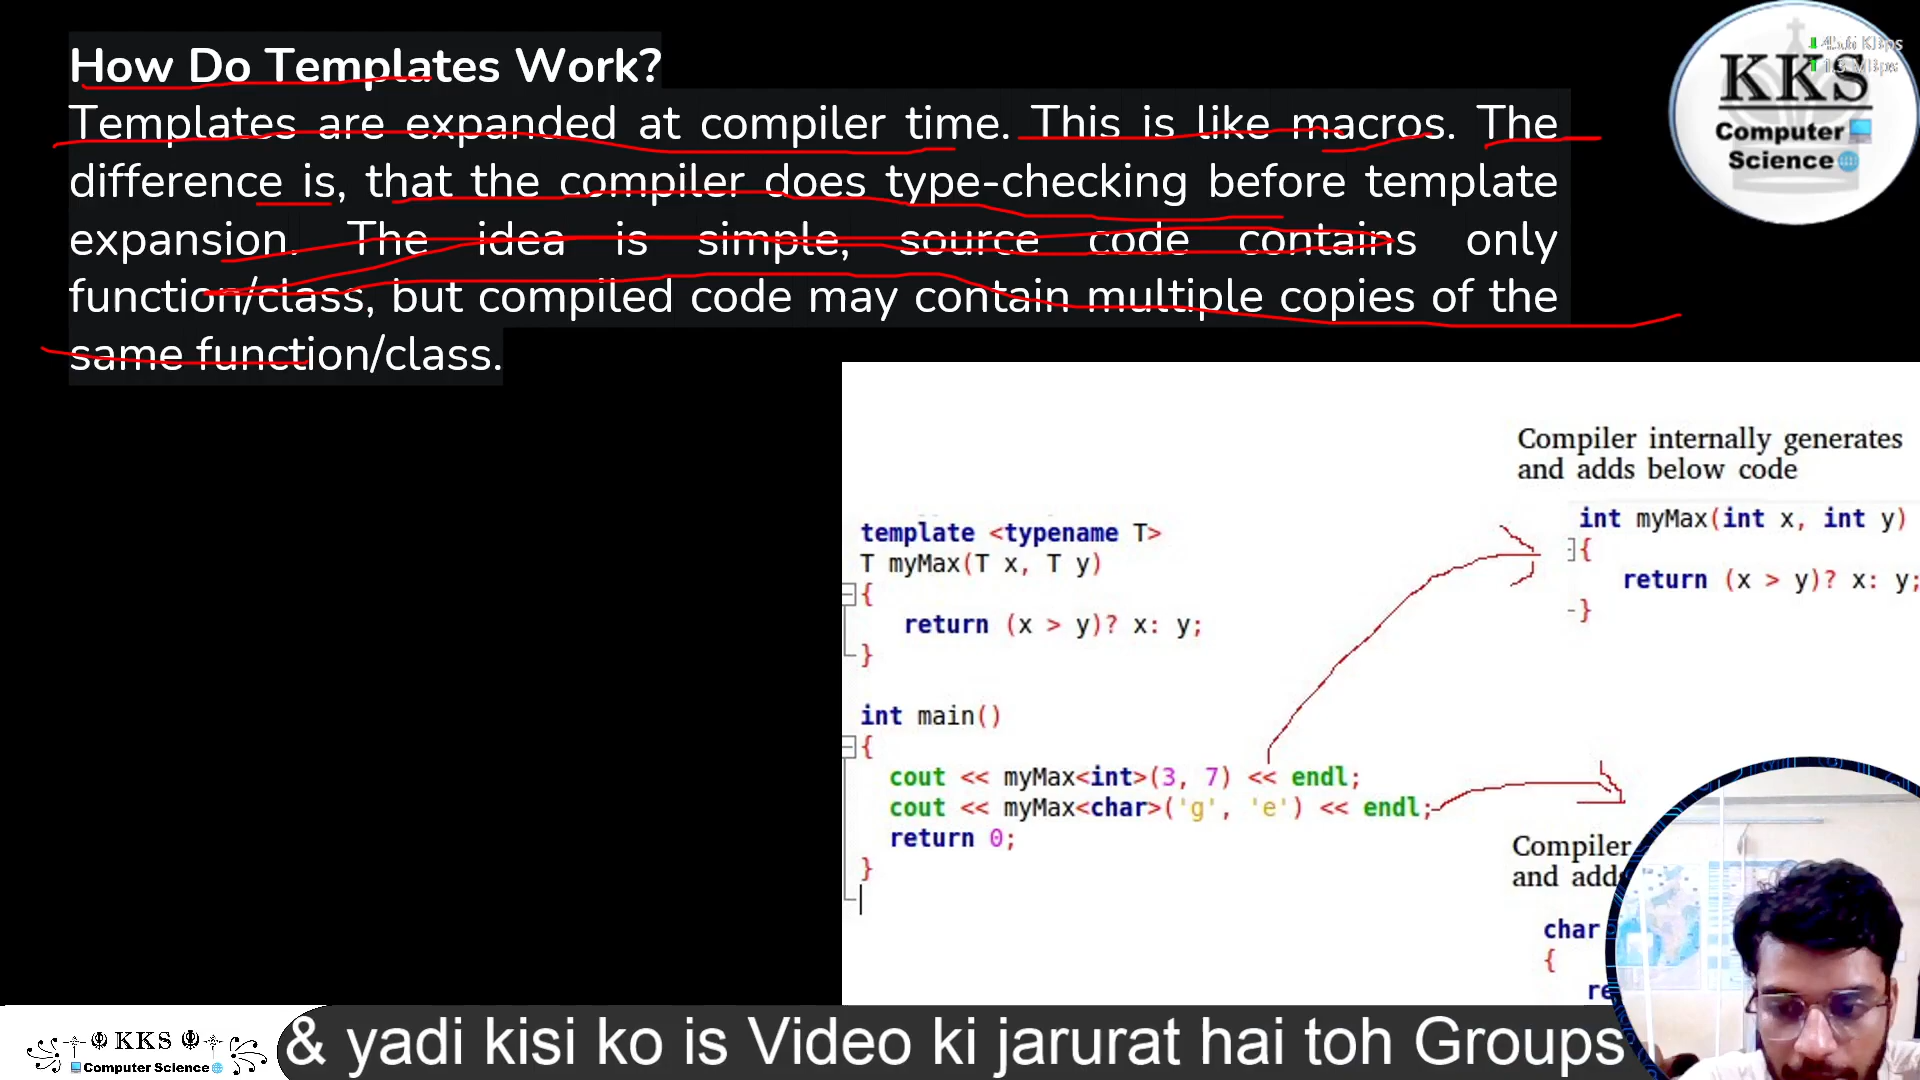 How Do Templates Work?
Templates are expanded at compiler time. This is like macros. The
difference is, that the compiler does type-checking before template
expansion. The idea is simple, source code contains only
function/class, but compiled code may contain multiple copies of the
same function/class.
KKS
Computer
Science
Compiler internally generates
and adds below code
int myMax(int x, int y)
{
return (x > y)? x: y;
}
template <typename T>
T myMax(T x, T y)
{
return (x > y)? x: y;
}
int main()
{
cout << myMax<int>(3, 7) << endl;
cout << myMax<char>('g', 'e') << endl;
return 0;
}
Compiler
and adds
char
{
re
KKS
Computer Science
& yadi kisi ko is Video ki jarurat hai toh Groups